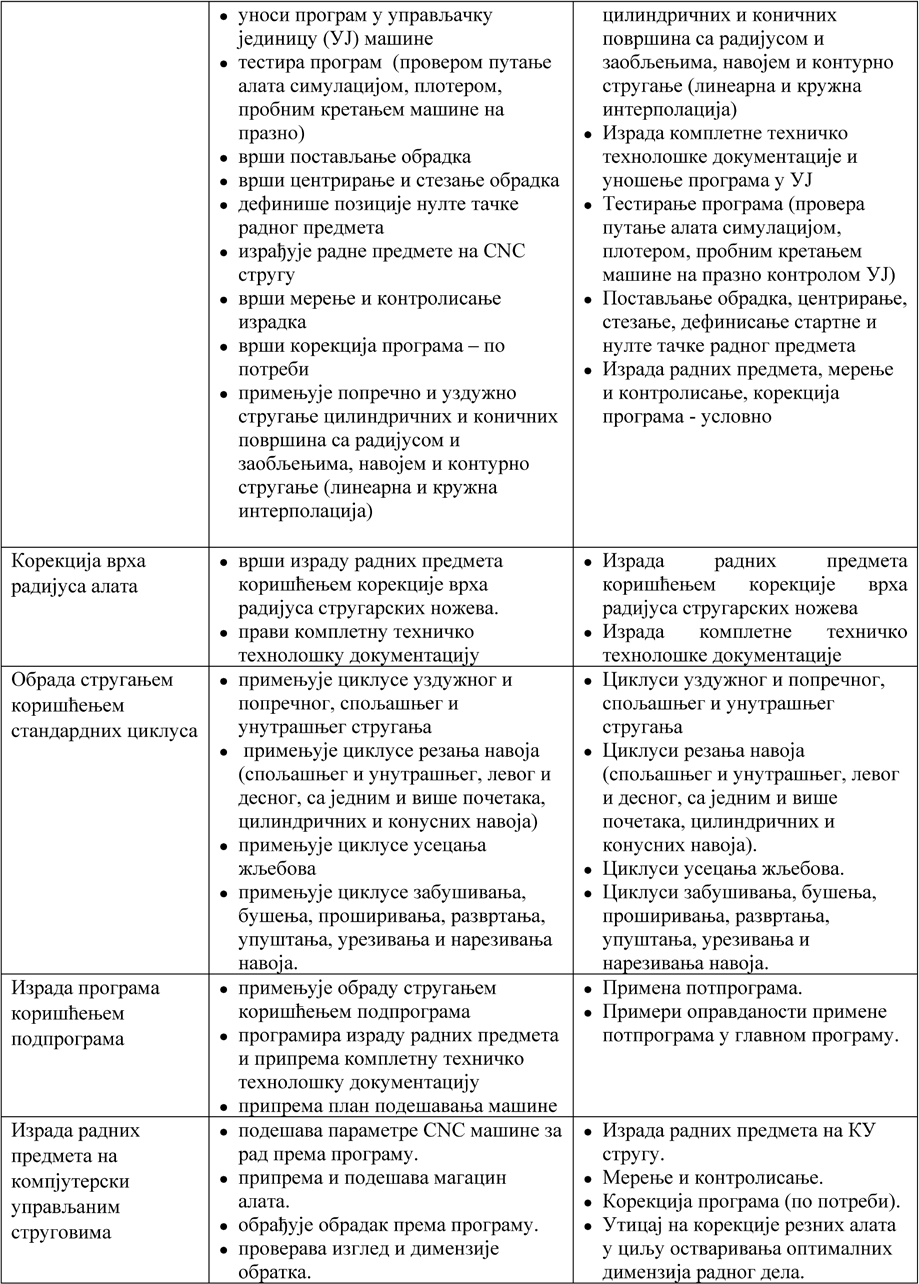 • уноси програм у управљачку
јединицу (УЈ) машине
• тестира програм  (провером путање
алата симулацијом, плотером,
пробним кретањем машине на
празно)
• врши постављање обрадка
• врши центрирање и стезање обрадка
• дефинише позиције нулте тачке
радног предмета
• израђује радне предмете на CNC
стругу
• врши мерење и контролисање
израдка
• врши корекција програма – по
потреби
• примењује попречно и уздужно
стругање цилиндричних и коничних
површина са радијусом и
заобљењима, навојем и контурно
стругање (линеарна и кружна
интерполација)
цилиндричних и коничних
површина са радијусом и
заобљењима, навојем и контурно
стругање (линеарна и кружна
интерполација)
• Израда комплетне техничко
технолошке документације и
уношење програма у УЈ
• Тестирање програма (провера
путање алата симулацијом,
плотером, пробним кретањем
машине на празно контролом УЈ)
• Постављање обрадка, центрирање,
стезање, дефинисање стартне и
нулте тачке радног предмета
• Израда радних предмета, мерење
и контролисање, корекција
програма - условно
Корекција врха
радијуса алата
• врши израду радних предмета
коришћењем корекције врха
радијуса стругарских ножева.
• прави комплетну техничко
технолошку документацију
• Израда радних предмета
коришћењем корекције врха
радијуса стругарских ножева
• Израда комплетне техничко
технолошке документације
Обрада стругањем
коришћењем
стандардних циклуса
• примењује циклусе уздужног и
попречног, спољашњег и
унутрашњег стругања
• примењује циклусе резања навоја
(спољашњег и унутрашњег, левог и
десног, са једним и више почетака,
цилиндричних и конусних навоја)
• примењује циклусе усецања
жљебова
• примењује циклусе забушивања,
бушења, проширивања, развртања,
упуштања, урезивања и нарезивања
навоја.
• Циклуси уздужног и попречног,
спољашњег и унутрашњег
стругања
• Циклуси резања навоја
(спољашњег и унутрашњег, левог
и десног, са једним и више
почетака, цилиндричних и
конусних навоја).
• Циклуси усецања жљебова.
• Циклуси забушивања, бушења,
проширивања, развртања,
упуштања, урезивања и
нарезивања навоја.
Израда програма
коришћењем
подпрограма
• примењује обраду стругањем
коришћењем подпрограма
• програмира израду радних предмета
и припрема комплетну техничко
технолошку документацију
• припрема план подешавања машине
• Примена потпрограма.
• Примери оправданости примене
потпрограма у главном програму.
Израда радних
предмета на
компјутерски
управљаним
струговима
• подешава параметре CNC машине за
рад према програму.
• припрема и подешава магацин
алата.
• обрађује обрадак према програму.
• проверава изглед и димензије
обратка.
• Израда радних предмета на КУ
стругу.
• Мерење и контролисање.
• Корекција програма (по потреби).
• Утицај на корекције резних алата
у циљу остваривања оптималних
димензија радног дела.